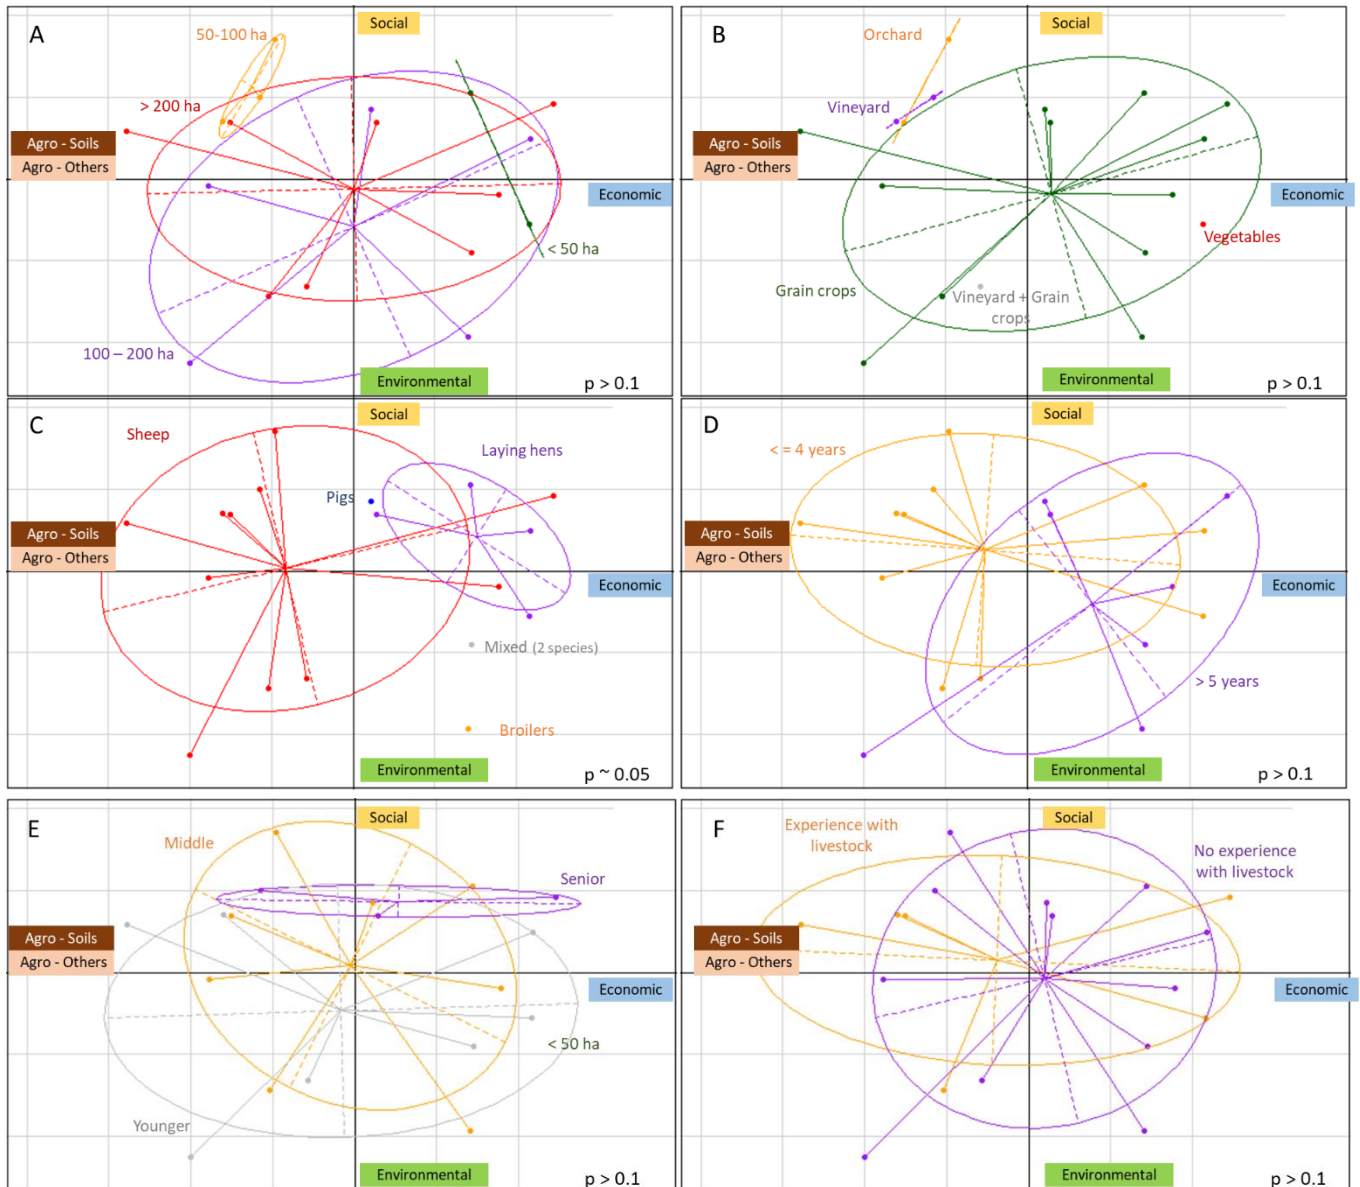 A
50-100 ha
Social
> 200 ha
Agro - Soils
Agro - Others
Economic
< 50 ha
100 – 200 ha
Environmental
p > 0.1
B
Orchard
Social
Vineyard
Agro - Soils
Agro - Others
Economic
Vegetables
Grain crops
Vineyard + Grain
crops
Environmental
p > 0.1
C
Social
Sheep
Laying hens
Pigs
Agro - Soils
Agro - Others
Economic
Mixed (2 species)
Broilers
Environmental
p ~ 0.05
D
Social
< = 4 years
Agro - Soils
Agro - Others
Economic
> 5 years
Environmental
p > 0.1
E
Social
Middle
Senior
Agro - Soils
Agro - Others
Economic
< 50 ha
Younger
Environmental
p > 0.1
F
Social
Experience with
livestock
No experience
with livestock
Agro - Soils
Agro - Others
Economic
Environmental
p > 0.1